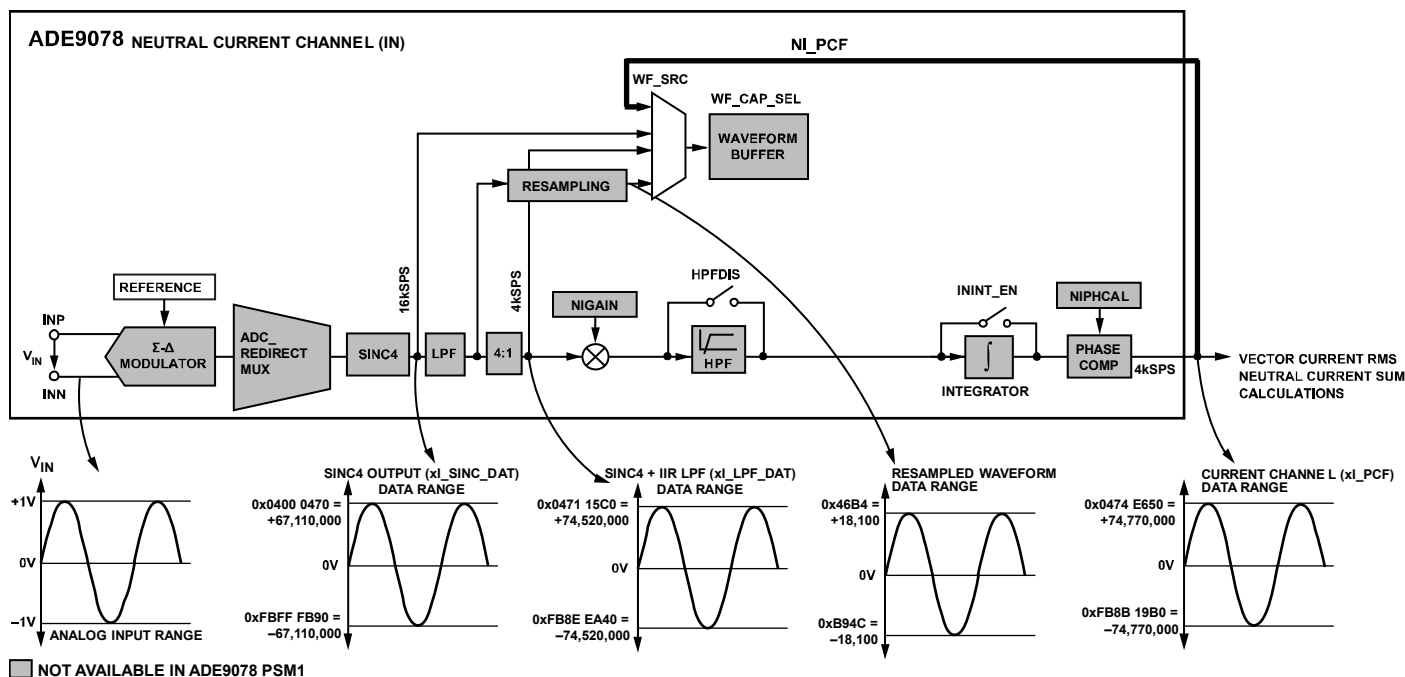 ADE9078 NEUTRAL CURRENT CHANNEL (IN)
NI_PCF
WF_SRC
WF_CAP_SEL
WAVEFORM
BUFFER
RESAMPLING
16kSPS
4kSPS
REFERENCE
HPFDIS
ININT_EN
NIGAIN
NIPHCAL
INP
VIN
INN
Σ-Δ
MODULATOR
ADC_
REDIRECT
MUX
SINC4
LPF
4:1
HPF
∫
INTEGRATOR
PHASE
COMP
4kSPS
VECTOR CURRENT RMS
NEUTRAL CURRENT SUM
CALCULATIONS
VIN
+1V
0V
–1V
ANALOG INPUT RANGE
SINC4 OUTPUT (xI_SINC_DAT)
DATA RANGE
0x0400 0470 =
+67,110,000
0V
0xFBFF FB90 =
–67,110,000
SINC4 + IIR LPF (xI_LPF_DAT)
DATA RANGE
0x0471 15C0 =
+74,520,000
0V
0xFB8E EA40 =
–74,520,000
RESAMPLED WAVEFORM
DATA RANGE
0x46B4 =
+18,100
0V
0xB94C =
–18,100
CURRENT CHANNEL (xI_PCF)
DATA RANGE
0x0474 E650 =
+74,770,000
0V
0xFB8B 19B0 =
–74,770,000
NOT AVAILABLE IN ADE9078 PSM1